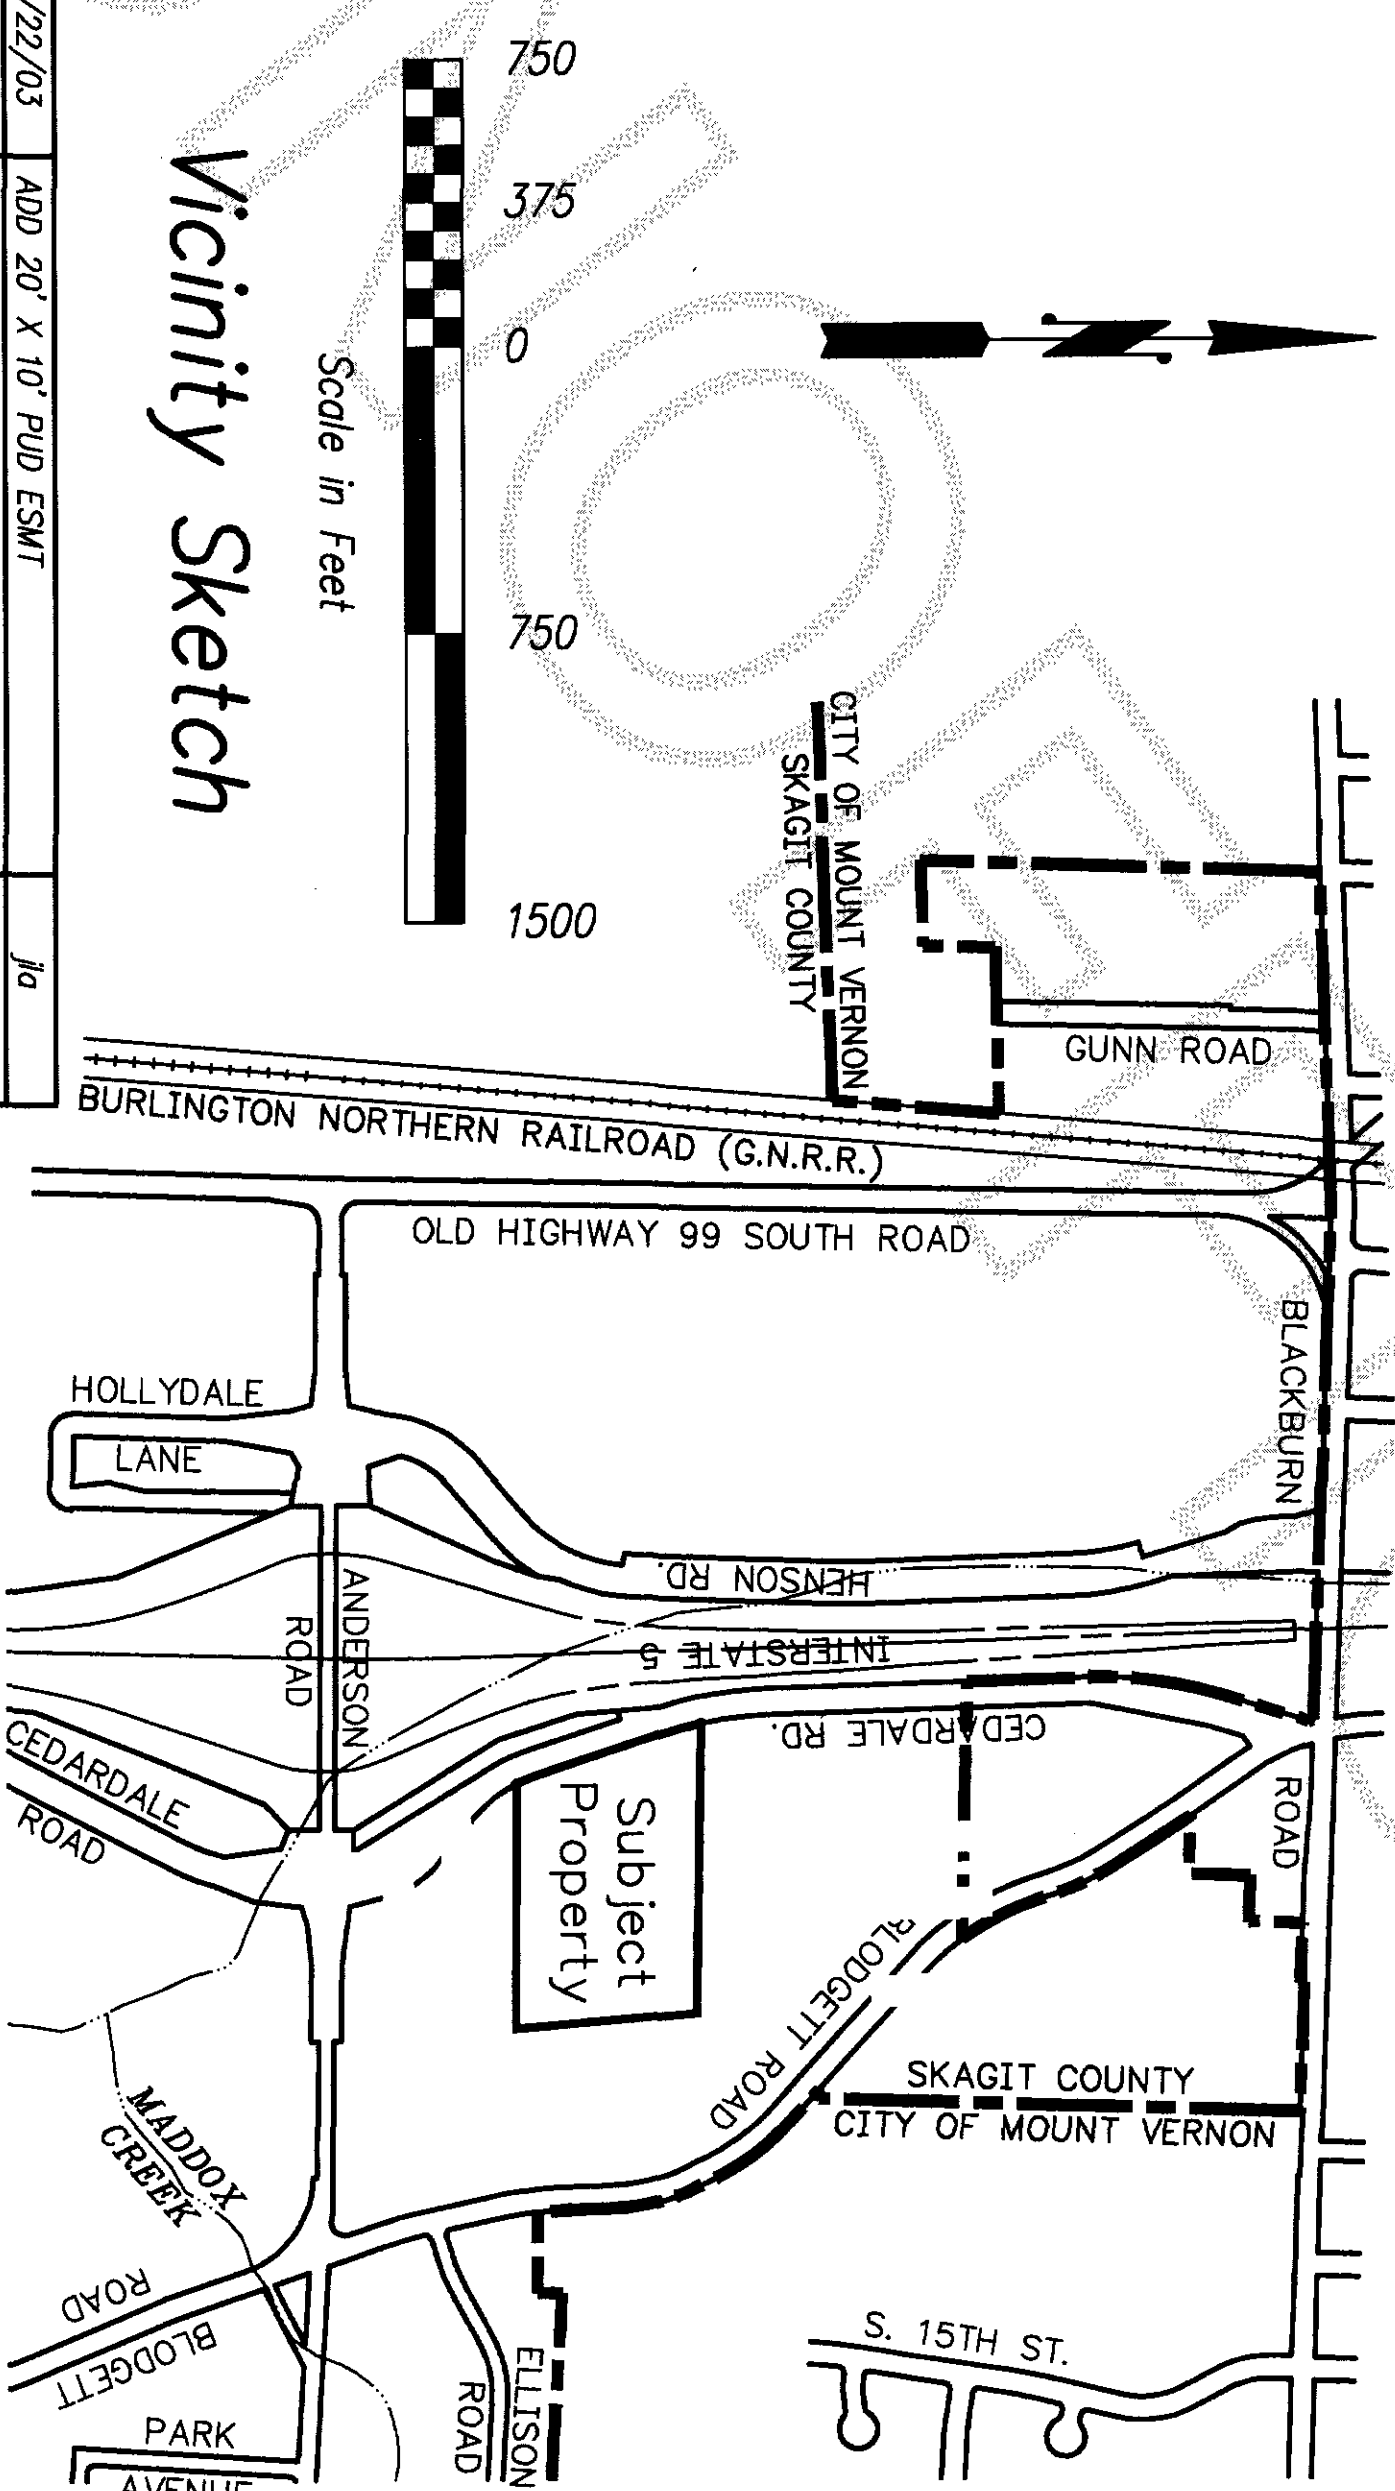 /22/03
ADD 20' X 10' PUD ESMT
jla
Vicinity Sketch
Scale in Feet
750
375
0
750
1500
CITY OF MOUNT VERNON
SKAGIT COUNTY
GUNN ROAD
BURLINGTON NORTHERN RAILROAD (G.N.R.R.)
OLD HIGHWAY 99 SOUTH ROAD
BLACKBURN
ROAD
HOLLYDALE
LANE
HENSON RD.
INTERSTATE 5
CEDARDALE RD.
ANDERSON
ROAD
CEDARDALE
ROAD
Subject
Property
BLODGETT ROAD
SKAGIT COUNTY
CITY OF MOUNT VERNON
MADDOX
CREEK
ROAD
BLODGETT
S. 15TH ST.
ELLISON
ROAD
PARK
AVENUE